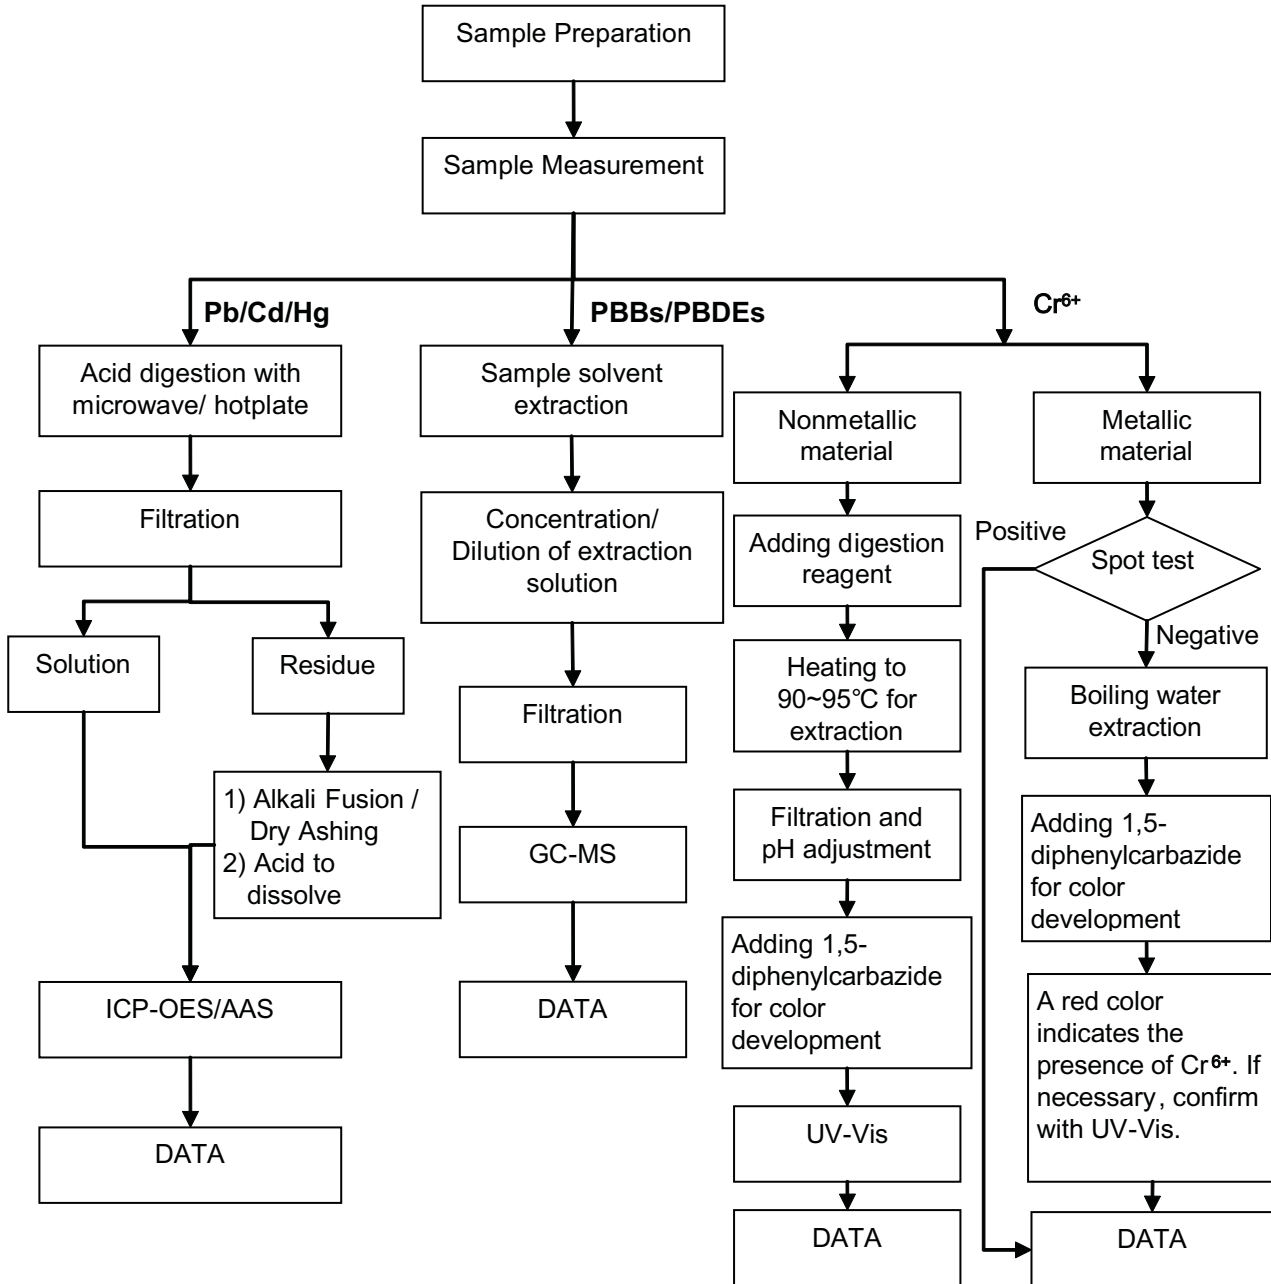 Sample Preparation
Sample Measurement
Pb/Cd/Hg
PBBs/PBDEs
Cr⁶⁺
Acid digestion with
microwave/ hotplate
Filtration
Solution
Residue
1) Alkali Fusion /
Dry Ashing
2) Acid to
dissolve
ICP-OES/AAS
DATA
Sample solvent
extraction
Concentration/
Dilution of extraction
solution
Filtration
GC-MS
DATA
Nonmetallic
material
Adding digestion
reagent
Heating to
90~95℃ for
extraction
Filtration and
pH adjustment
Adding 1,5-
diphenylcarbazide
for color
development
UV-Vis
DATA
Metallic
material
Spot test
Positive
Negative
Boiling water
extraction
Adding 1,5-
diphenylcarbazide
for color
development
A red color
indicates the
presence of Cr⁶⁺. If
necessary, confirm
with UV-Vis.
DATA